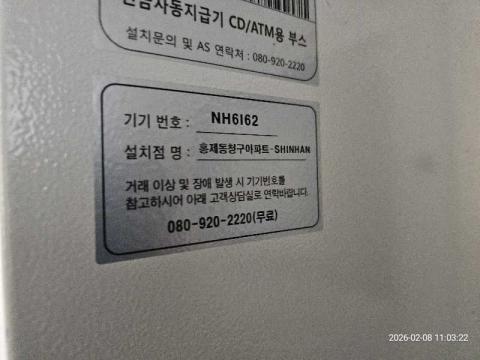 현금자동지급기 CD/ATM용 부스
설치문의 및 AS 연락처 : 080-920-2220
기기 번호 : NH6162
설치점 명 : 홍제동청구아파트-SHINHAN
거래 이상 및 장애 발생 시 기기번호를
참고하시어 아래 고객상담실로 연락바랍니다.
080-920-2220(무료)
2026-02-08 11:03:22